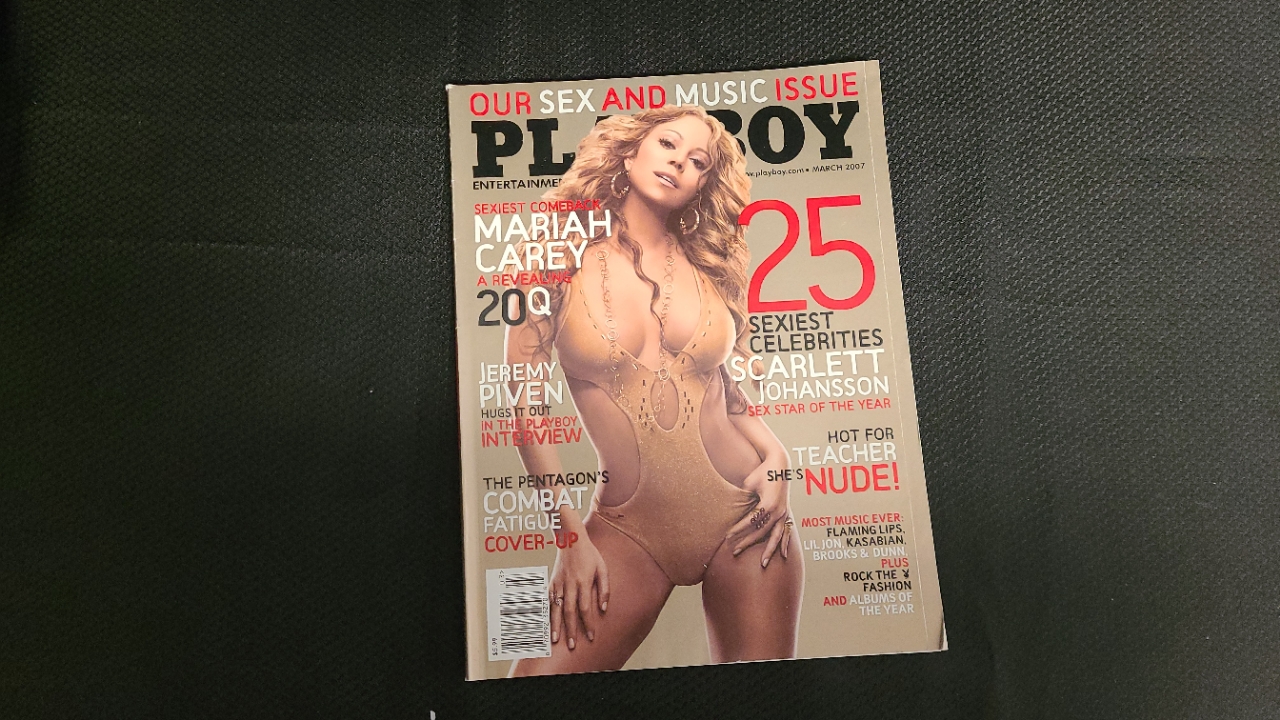 OUR SEX AND MUSIC ISSUE
PLAYBOY
ENTERTAINME
w.playboy.com • MARCH 2007
SEXIEST COMEBACK
MARIAH
CAREY
A REVEALING
20Q
JEREMY
PIVEN
HUGS IT OUT
IN THE PLAYBOY
INTERVIEW
THE PENTAGON'S
COMBAT
FATIGUE
COVER-UP
$5.99
25
SEXIEST
CELEBRITIES
SCARLETT
JOHANSSON
SEX STAR OF THE YEAR
HOT FOR
TEACHER
SHE'S NUDE!
MOST MUSIC EVER:
FLAMING LIPS,
LIL JON, KASABIAN,
BROOKS & DUNN,
PLUS
ROCK THE
FASHION
AND ALBUMS OF
THE YEAR